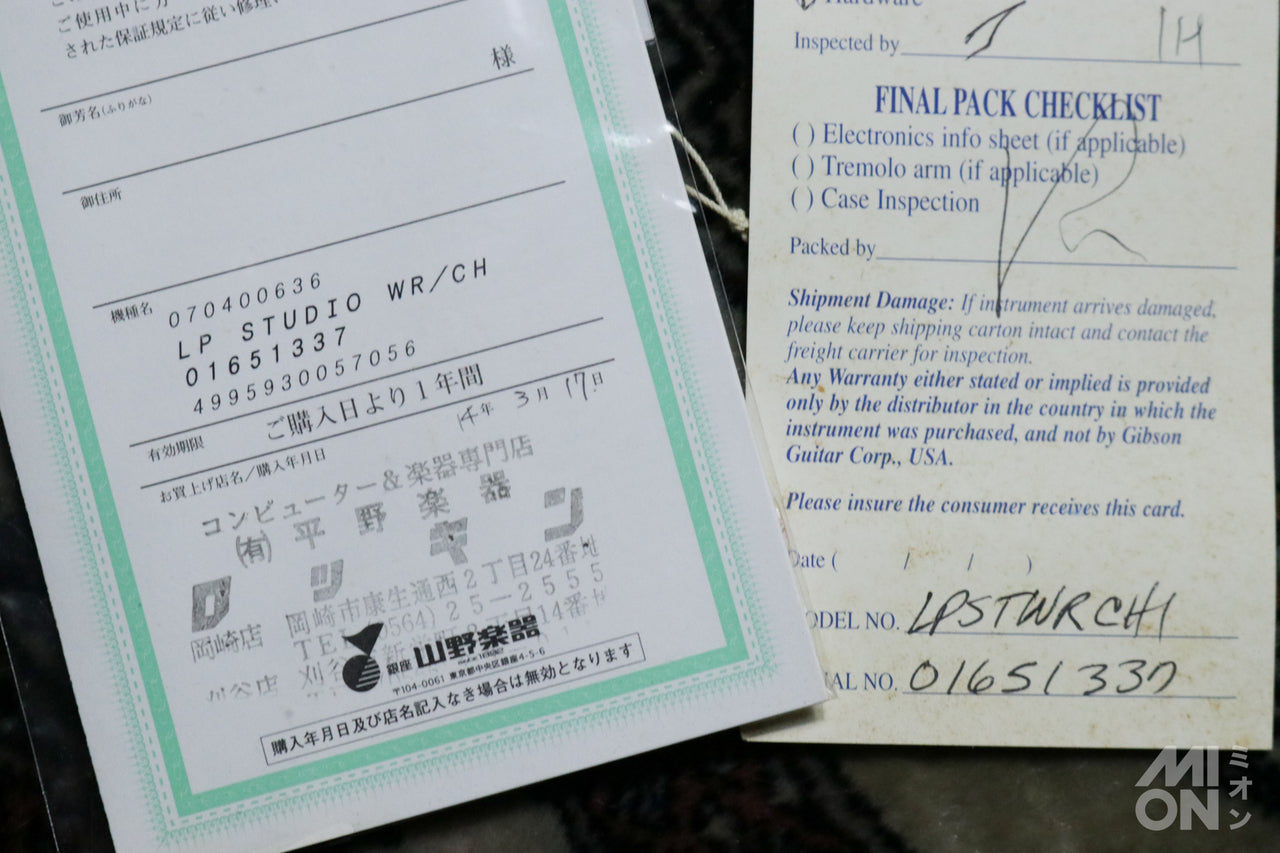 ご使用中に万
された保証規定に従い修理
様
御芳名(ふりがな)
御住所
機種名
070400636
LP STUDIO WR/CH
01651337
4995930057056
有効期限 ご購入日より1年間
お買上げ店名/購入年月日 14年 3月 17日
コンピューター&楽器専門店
(有) 平野楽器
ロッキン
岡崎店 岡崎市康生通西2丁目24番地
TEL(0564)25-2555
刈谷店
銀座 山野楽器
〒104-0061 東京都中央区銀座4-5-6
購入年月日及び店名記入なき場合は無効となります
Hardware
Inspected by
FINAL PACK CHECKLIST
( ) Electronics info sheet (if applicable)
( ) Tremolo arm (if applicable)
( ) Case Inspection
Packed by
Shipment Damage: If instrument arrives damaged,
please keep shipping carton intact and contact the
freight carrier for inspection.
Any Warranty either stated or implied is provided
only by the distributor in the country in which the
instrument was purchased, and not by Gibson
Guitar Corp., USA.
Please insure the consumer receives this card.
Date ( / / )
ODEL NO. LPSTWRCH1
IAL NO. 01651337
MION ミオン